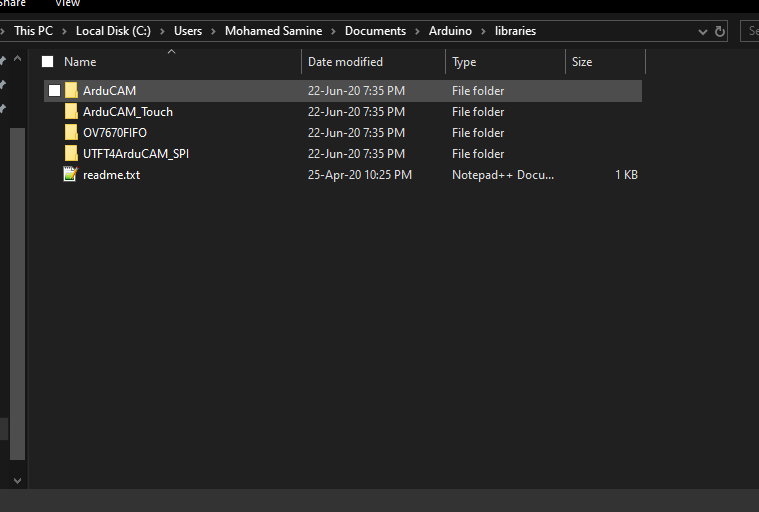 Share View
This PC > Local Disk (C:) > Users > Mohamed Samine > Documents > Arduino > libraries Se
Name Date modified Type Size
ArduCAM 22-Jun-20 7:35 PM File folder
ArduCAM_Touch 22-Jun-20 7:35 PM File folder
OV7670FIFO 22-Jun-20 7:35 PM File folder
UTFT4ArduCAM_SPI 22-Jun-20 7:35 PM File folder
readme.txt 25-Apr-20 10:25 PM Notepad++ Docu... 1 KB